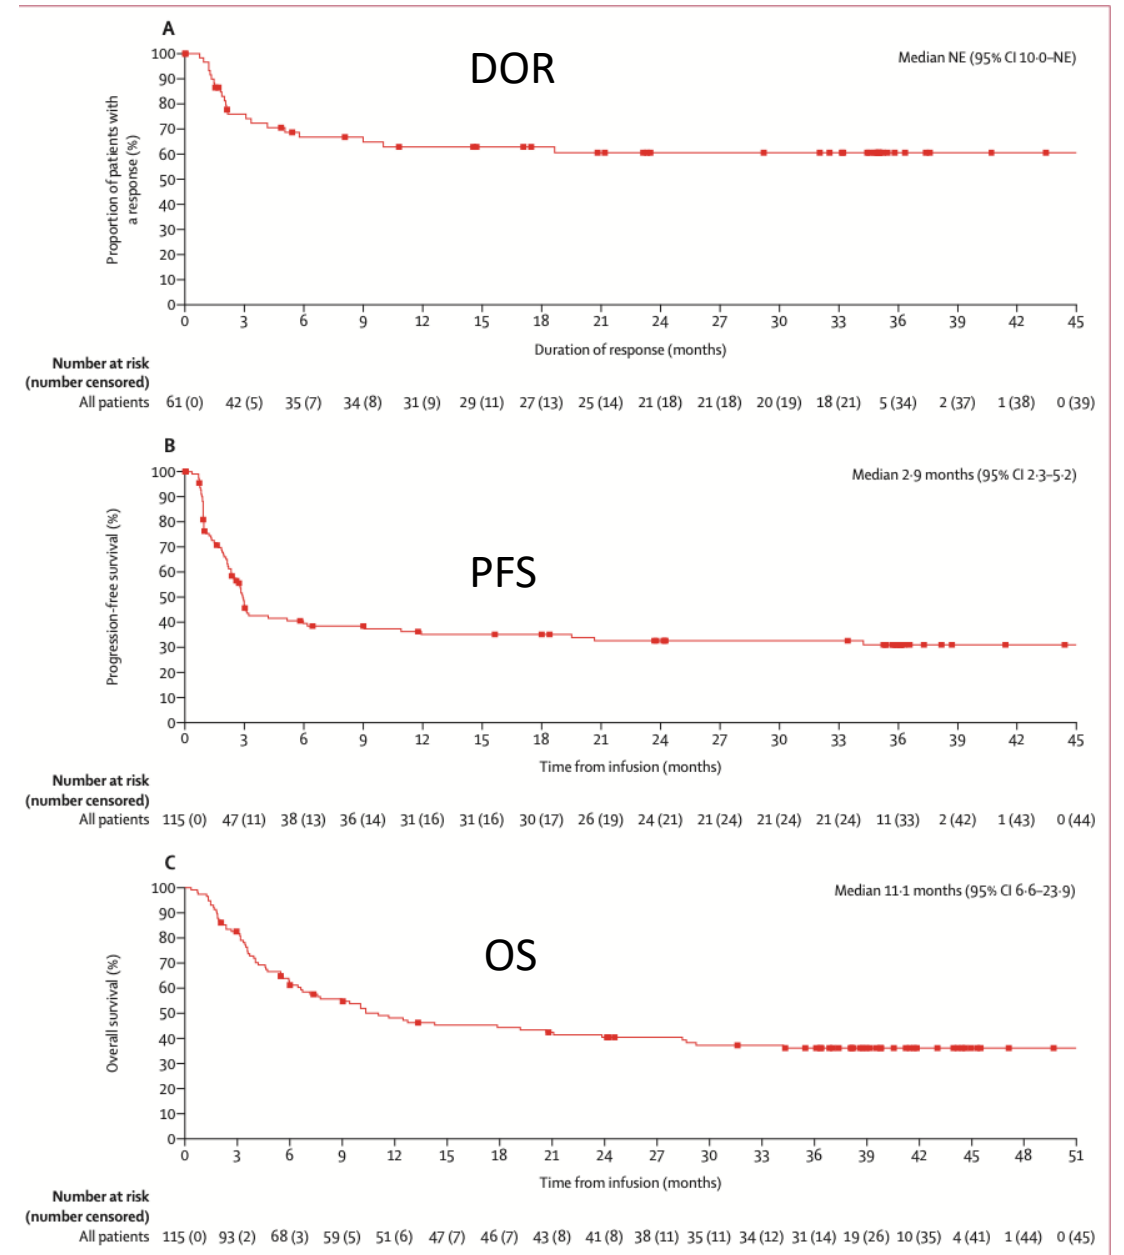 A
DOR
Median NE (95% CI 10·0–NE)
Proportion of patients with
a response (%)
100
90
80
70
60
50
40
30
20
10
0
0 3 6 9 12 15 18 21 24 27 30 33 36 39 42 45
Duration of response (months)
Number at risk
(number censored)
All patients 61 (0) 42 (5) 35 (7) 34 (8) 31 (9) 29 (11) 27 (13) 25 (14) 21 (18) 21 (18) 20 (19) 18 (21) 5 (34) 2 (37) 1 (38) 0 (39)
B
PFS
Median 2·9 months (95% CI 2·3–5·2)
Progression-free survival (%)
100
90
80
70
60
50
40
30
20
10
0
0 3 6 9 12 15 18 21 24 27 30 33 36 39 42 45
Time from infusion (months)
Number at risk
(number censored)
All patients 115 (0) 47 (11) 38 (13) 36 (14) 31 (16) 31 (16) 30 (17) 26 (19) 24 (21) 21 (24) 21 (24) 21 (24) 11 (33) 2 (42) 1 (43) 0 (44)
C
OS
Median 11·1 months (95% CI 6·6–23·9)
Overall survival (%)
100
90
80
70
60
50
40
30
20
10
0
0 3 6 9 12 15 18 21 24 27 30 33 36 39 42 45 48 51
Time from infusion (months)
Number at risk
(number censored)
All patients 115 (0) 93 (2) 68 (3) 59 (5) 51 (6) 47 (7) 46 (7) 43 (8) 41 (8) 38 (11) 35 (11) 34 (12) 31 (14) 19 (26) 10 (35) 4 (41) 1 (44) 0 (45)